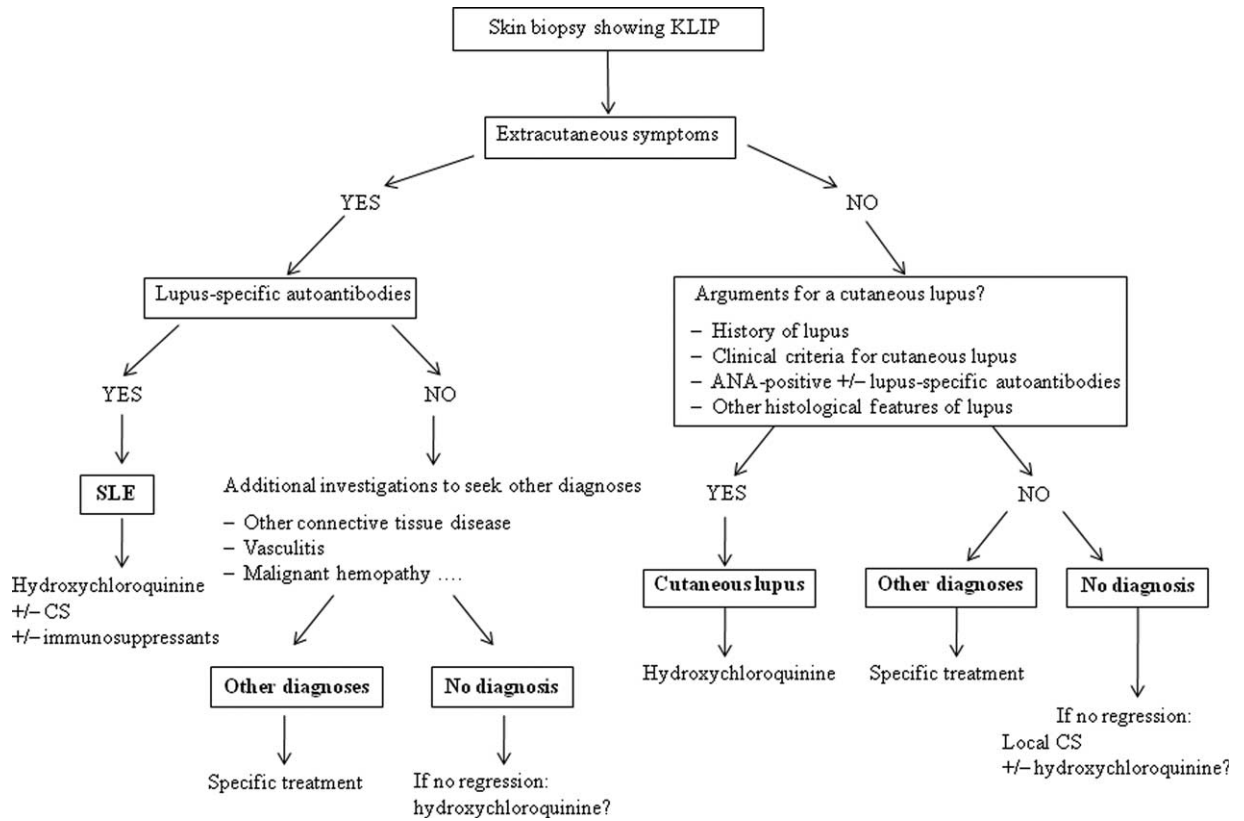 Skin biopsy showing KLIP
Extracutaneous symptoms
YES
NO
Lupus-specific autoantibodies
Arguments for a cutaneous lupus?
– History of lupus
– Clinical criteria for cutaneous lupus
– ANA-positive +/– lupus-specific autoantibodies
– Other histological features of lupus
YES
NO
SLE
Additional investigations to seek other diagnoses
– Other connective tissue disease
– Vasculitis
– Malignant hemopathy ....
YES
NO
Hydroxychloroquinine
+/– CS
+/– immunosuppressants
Cutaneous lupus
Other diagnoses
No diagnosis
Other diagnoses
No diagnosis
Hydroxychloroquinine
Specific treatment
If no regression:
Local CS
+/– hydroxychloroquinine?
Specific treatment
If no regression:
hydroxychloroquinine?